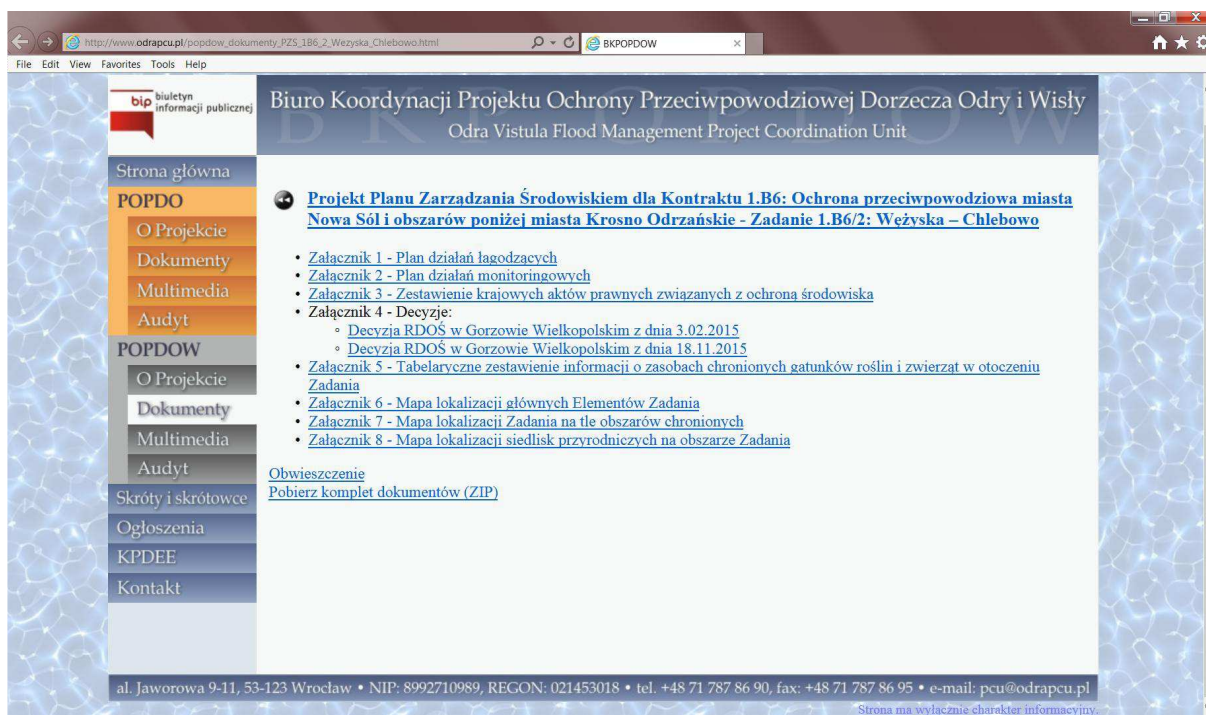 http://www.odrapcu.pl/popdow_dokumenty_PZS_1B6_2_Wezyska_Chlebowo.html
BKPOPDOW
File Edit View Favorites Tools Help
bip biuletyn
informacji publicznej
Biuro Koordynacji Projektu Ochrony Przeciwpowodziowej Dorzecza Odry i Wisły
Odra Vistula Flood Management Project Coordination Unit
B K P O P D O W
Strona główna
POPDO
O Projekcie
Dokumenty
Multimedia
Audyt
POPDOW
O Projekcie
Dokumenty
Multimedia
Audyt
Skróty i skrótowce
Ogłoszenia
KPDEE
Kontakt
Projekt Planu Zarządzania Środowiskiem dla Kontraktu 1.B6: Ochrona przeciwpowodziowa miasta
Nowa Sól i obszarów poniżej miasta Krosno Odrzańskie - Zadanie 1.B6/2: Wężyska – Chlebowo
• Załącznik 1 - Plan działań łagodzących
• Załącznik 2 - Plan działań monitoringowych
• Załącznik 3 - Zestawienie krajowych aktów prawnych związanych z ochroną środowiska
• Załącznik 4 - Decyzje:
◦ Decyzja RDOŚ w Gorzowie Wielkopolskim z dnia 3.02.2015
◦ Decyzja RDOŚ w Gorzowie Wielkopolskim z dnia 18.11.2015
• Załącznik 5 - Tabelaryczne zestawienie informacji o zasobach chronionych gatunków roślin i zwierząt w otoczeniu
Zadania
• Załącznik 6 - Mapa lokalizacji głównych Elementów Zadania
• Załącznik 7 - Mapa lokalizacji Zadania na tle obszarów chronionych
• Załącznik 8 - Mapa lokalizacji siedlisk przyrodniczych na obszarze Zadania
Obwieszczenie
Pobierz komplet dokumentów (ZIP)
al. Jaworowa 9-11, 53-123 Wrocław • NIP: 8992710989, REGON: 021453018 • tel. +48 71 787 86 90, fax: +48 71 787 86 95 • e-mail: pcu@odrapcu.pl
Strona ma wyłącznie charakter informacyjny.